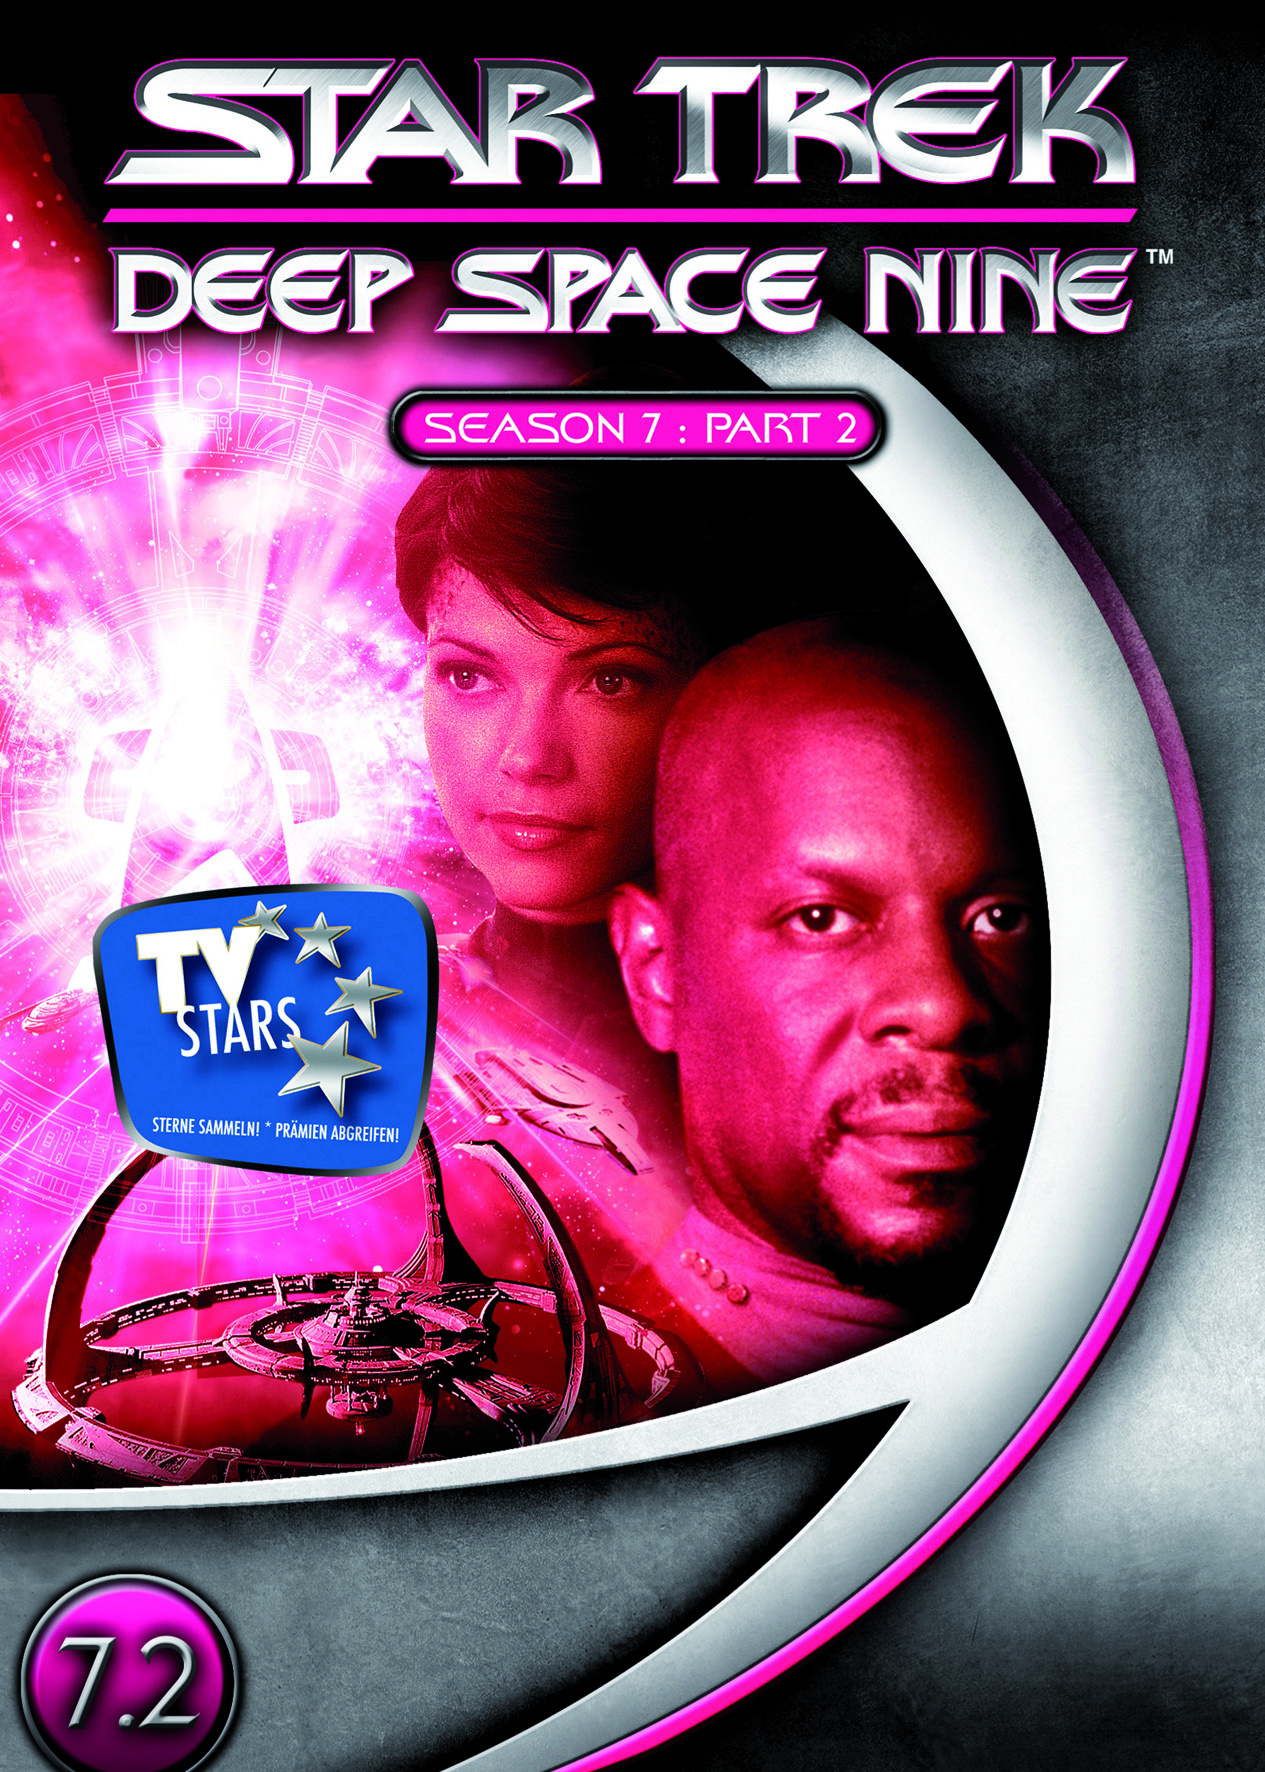 STAR TREK
DEEP SPACE NINE™
SEASON 7 : PART 2
TV
STARS
STERNE SAMMELN! * PRÄMIEN ABGREIFEN!
7.2